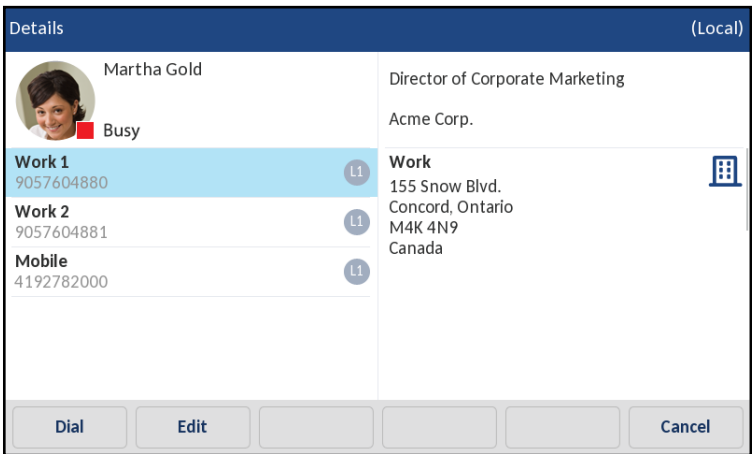 Details
(Local)
Martha Gold
Busy
Work 1
9057604880
L1
Work 2
9057604881
L1
Mobile
4192782000
L1
Director of Corporate Marketing
Acme Corp.
Work
155 Snow Blvd.
Concord, Ontario
M4K 4N9
Canada
Dial
Edit
Cancel